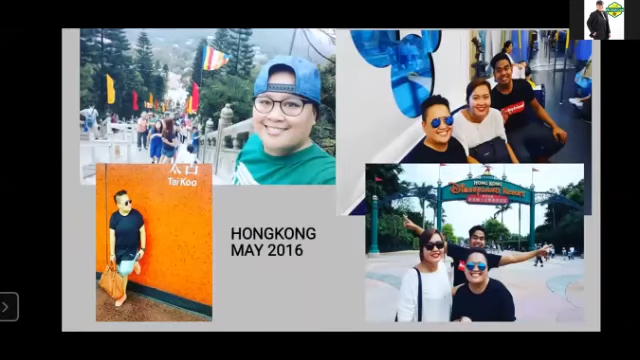 太古
Tai Koo
HONGKONG
MAY 2016
HONG KONG
Disneyland Resort